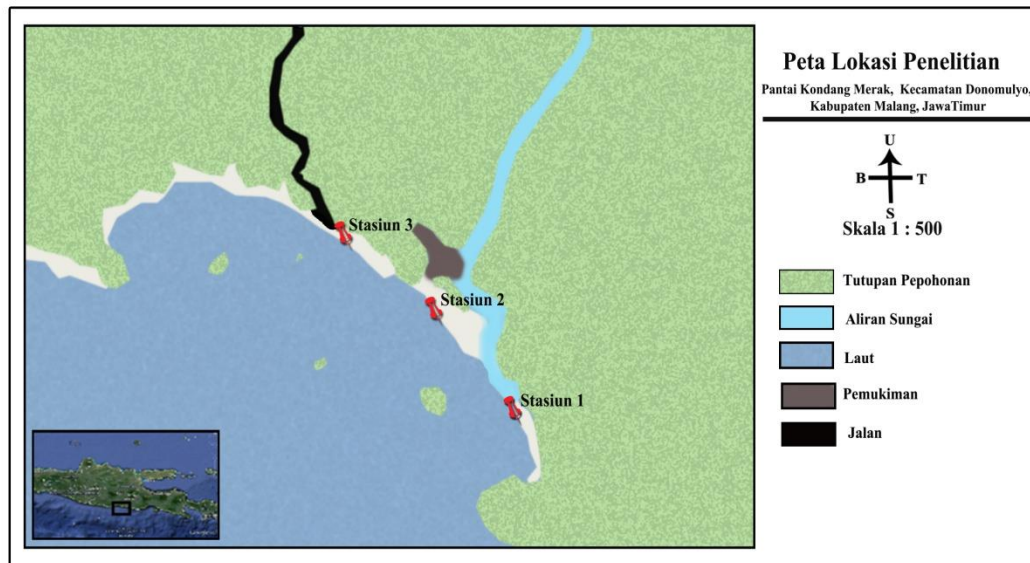 Peta Lokasi Penelitian
Pantai Kondang Merak, Kecamatan Donomulyo,
Kabupaten Malang, JawaTimur
U
B T
S
Skala 1 : 500
Tutupan Pepohonan
Aliran Sungai
Laut
Pemukiman
Jalan
Stasiun 3
Stasiun 2
Stasiun 1